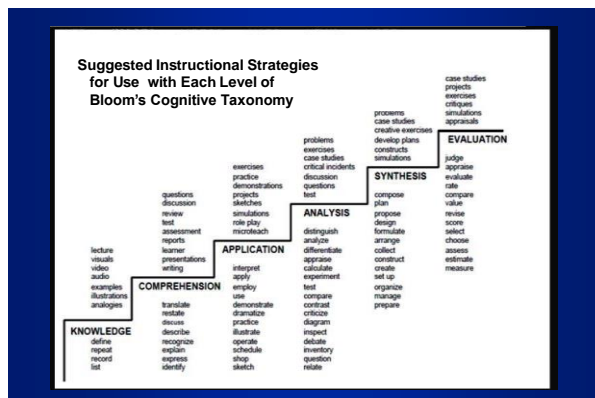 Suggested Instructional Strategies
for Use with Each Level of
Bloom's Cognitive Taxonomy
lecture
visuals
video
audio
examples
illustrations
analogies
KNOWLEDGE
define
repeat
record
list
questions
discussion
review
test
assessment
reports
learner
presentations
writing
COMPREHENSION
translate
restate
discuss
describe
recognize
explain
express
identify
exercises
practice
demonstrations
projects
sketches
simulations
role play
microteach
APPLICATION
interpret
apply
employ
use
demonstrate
dramatize
practice
illustrate
operate
schedule
shop
sketch
problems
exercises
case studies
critical incidents
discussion
questions
test
ANALYSIS
distinguish
analyze
differentiate
appraise
calculate
experiment
test
compare
contrast
criticize
diagram
inspect
debate
inventory
question
relate
problems
case studies
creative exercises
develop plans
constructs
simulations
SYNTHESIS
compose
plan
propose
design
formulate
arrange
collect
construct
create
set up
organize
manage
prepare
case studies
projects
exercises
critiques
simulations
appraisals
EVALUATION
judge
appraise
evaluate
rate
compare
value
revise
score
select
choose
assess
estimate
measure